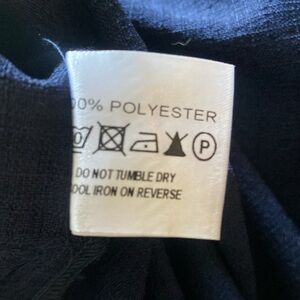 00% POLYESTER
P
DO NOT TUMBLE DRY
OOL IRON ON REVERSE